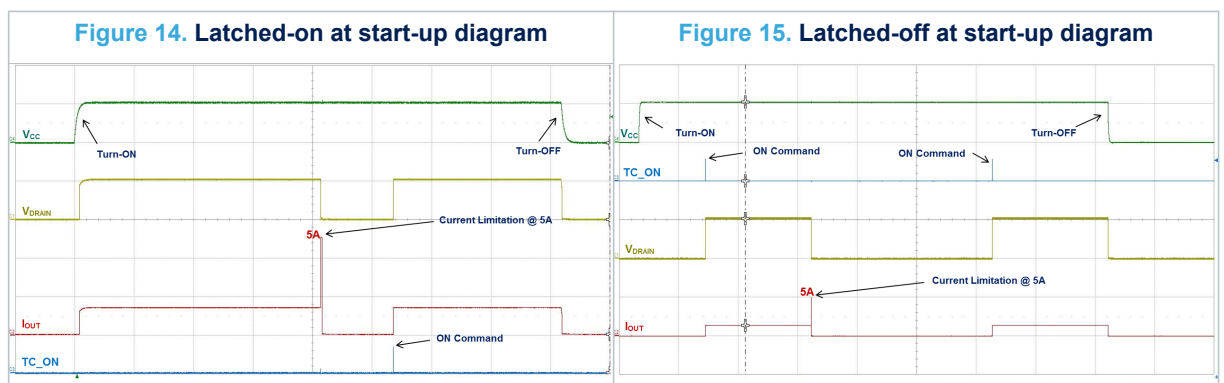 Figure 14. Latched-on at start-up diagram
VCC
Turn-ON
Turn-OFF
VDRAIN
Current Limitation @ 5A
5A
IOUT
ON Command
TC_ON
Figure 15. Latched-off at start-up diagram
VCC
Turn-ON
Turn-OFF
ON Command
ON Command
TC_ON
VDRAIN
Current Limitation @ 5A
5A
IOUT